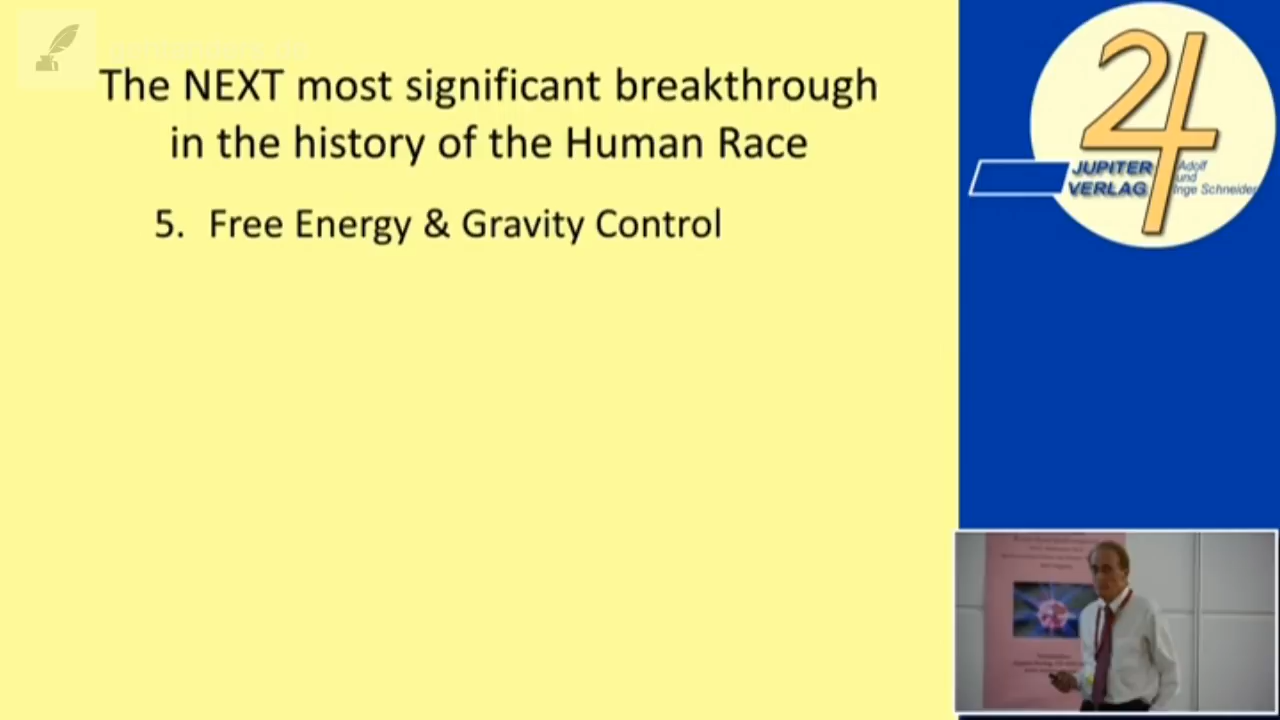 The NEXT most significant breakthrough
in the history of the Human Race
5. Free Energy & Gravity Control
JUPITER
VERLAG
Adolf
und
Inge Schneider